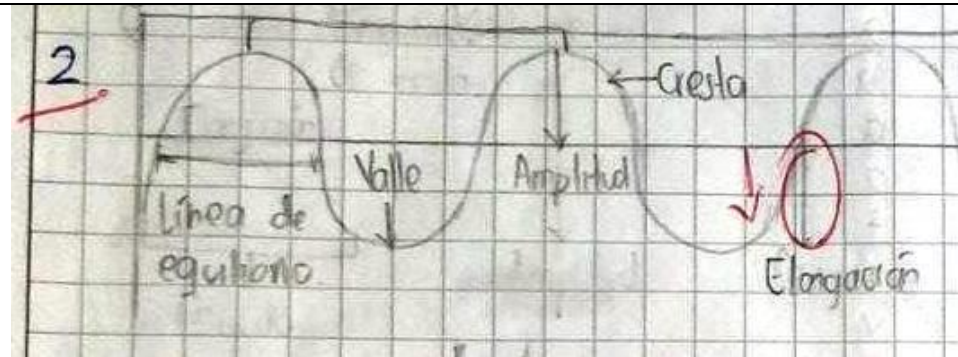 2
Cresta
Valle
Amplitud
Línea de
equilibrio
Elongación